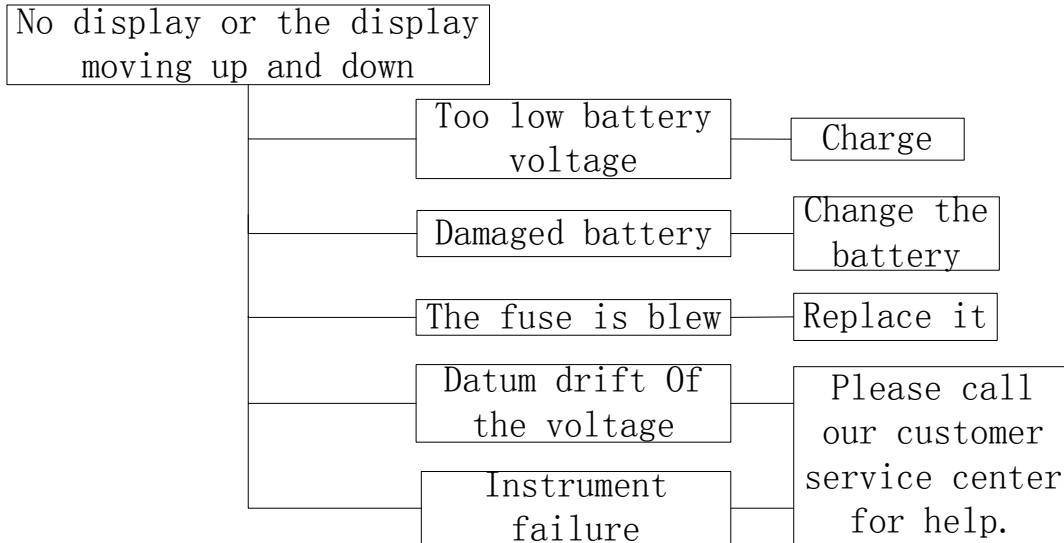 No display or the display
moving up and down
Too low battery
voltage
Charge
Damaged battery
Change the
battery
The fuse is blew
Replace it
Datum drift Of
the voltage
Please call
our customer
service center
for help.
Instrument
failure